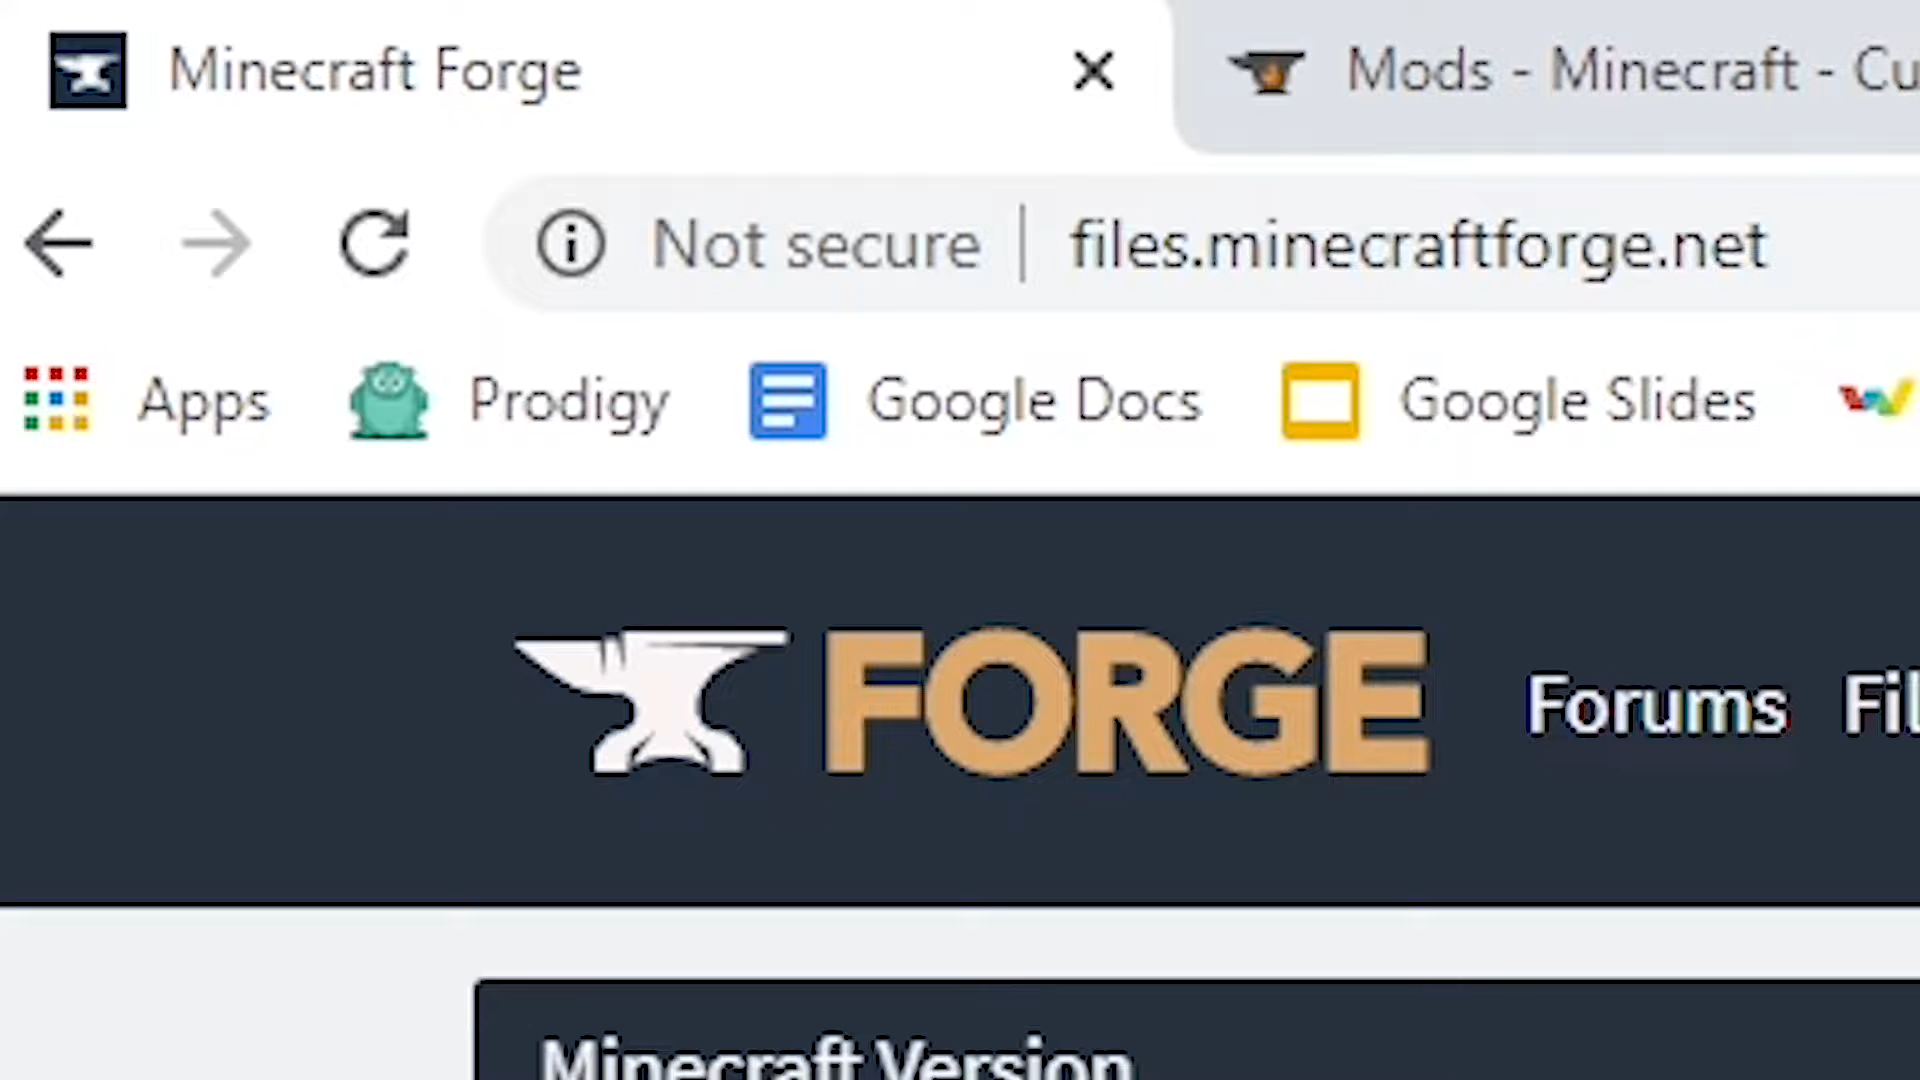 Minecraft Forge
Mods - Minecraft - Cu
Not secure | files.minecraftforge.net
Apps Prodigy Google Docs Google Slides
FORGE Forums Fil
Minecraft Version